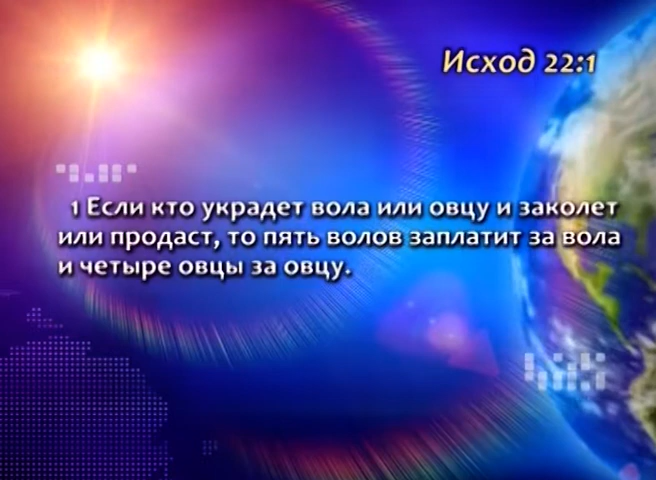 Исход 22:1
1 Если кто украдет вола или овцу и заколет
или продаст, то пять волов заплатит за вола
и четыре овцы за овцу.